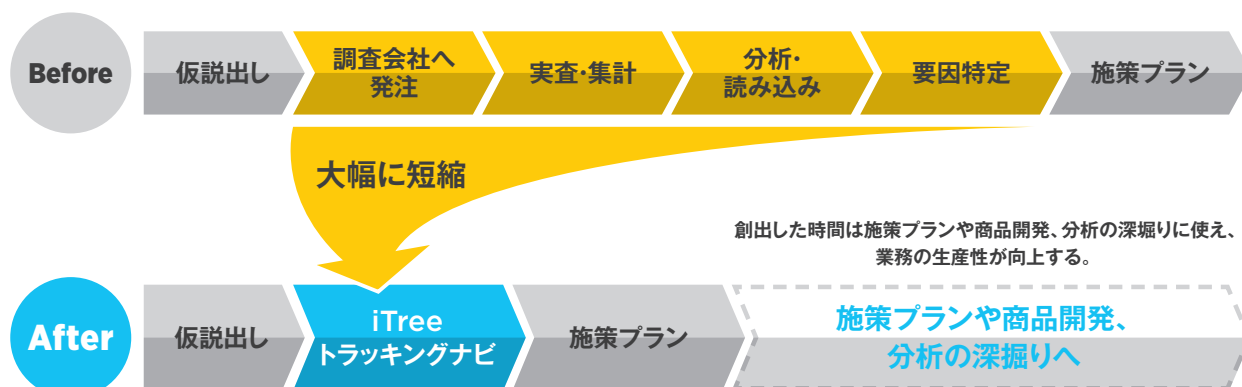 Before
仮説出し
調査会社へ
発注
実査・集計
分析・
読み込み
要因特定
施策プラン
大幅に短縮
創出した時間は施策プランや商品開発、分析の深堀りに使え、
業務の生産性が向上する。
After
仮説出し
iTree
トラッキングナビ
施策プラン
施策プランや商品開発、
分析の深掘りへ